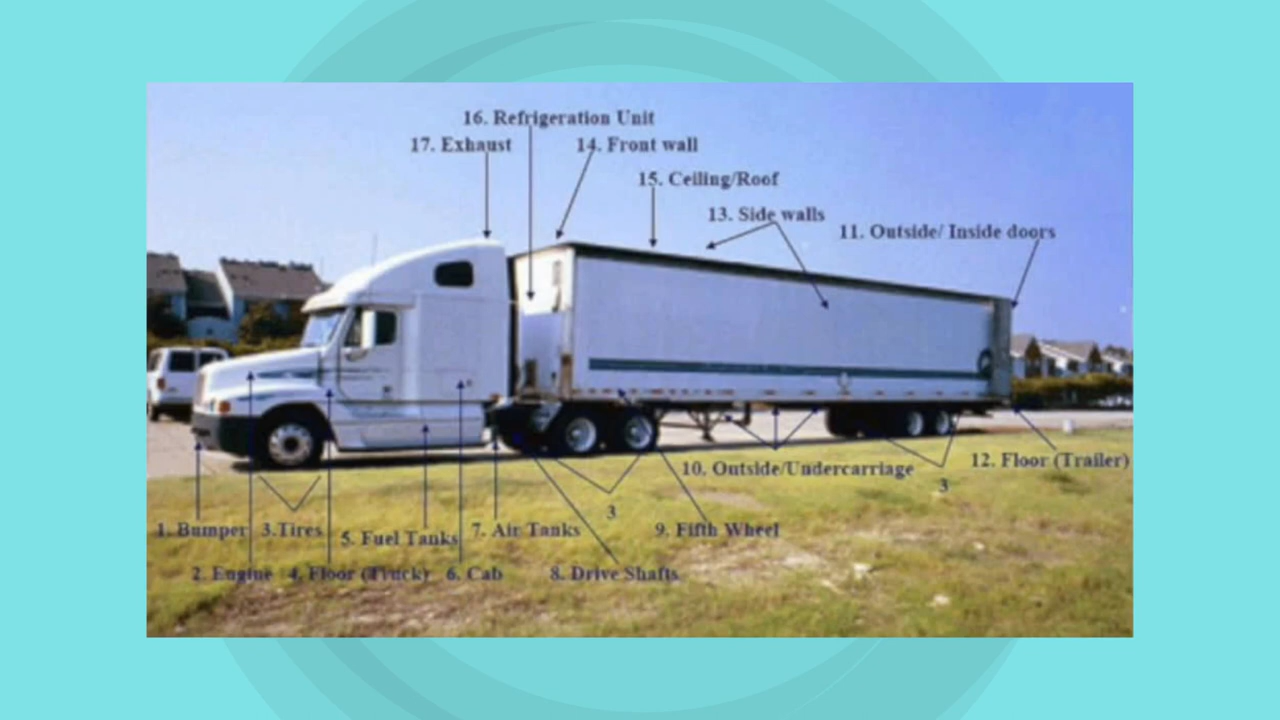 16. Refrigeration Unit
17. Exhaust
14. Front wall
15. Ceiling/Roof
13. Side walls
11. Outside/ Inside doors
10. Outside/Undercarriage
12. Floor (Trailer)
3
3
1. Bumper
3.Tires
5. Fuel Tanks
7. Air Tanks
9. Fifth Wheel
2. Engine
4. Floor (Truck)
6. Cab
8. Drive Shafts